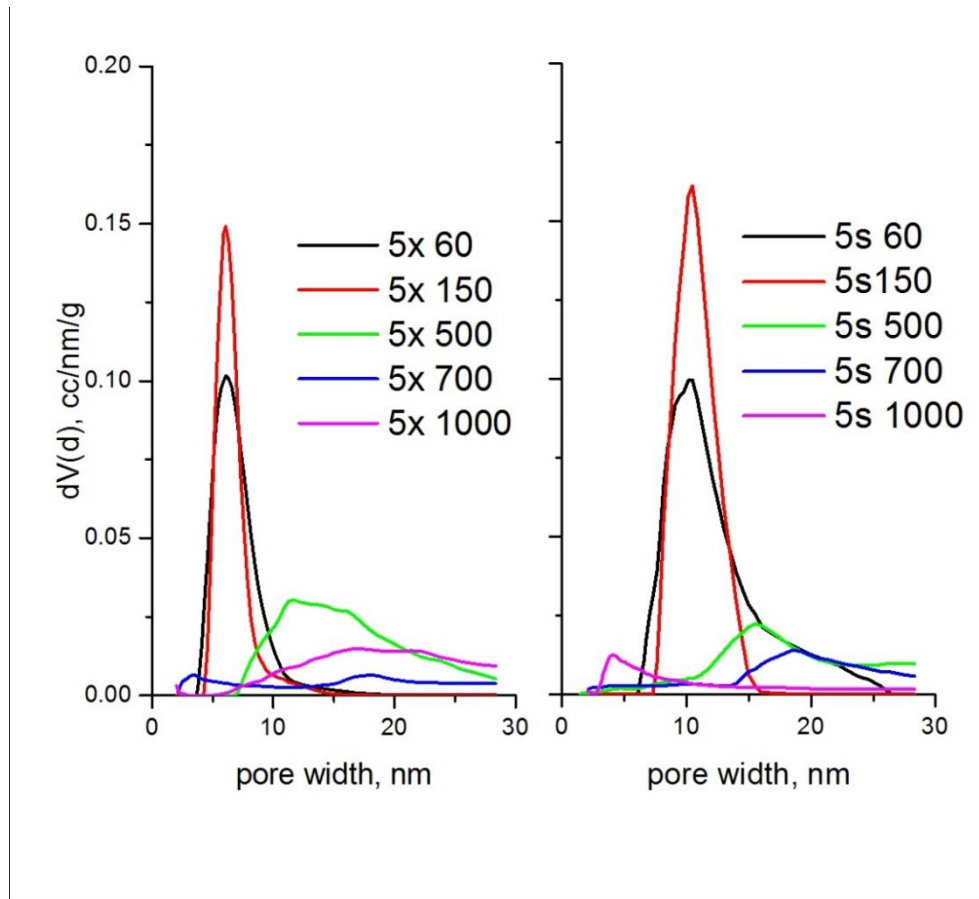 0.20
0.15
0.10
0.05
0.00
dV(d), cc/nm/g
5x 60
5x 150
5x 500
5x 700
5x 1000
0 10 20 30
pore width, nm
5s 60
5s150
5s 500
5s 700
5s 1000
0 10 20 30
pore width, nm